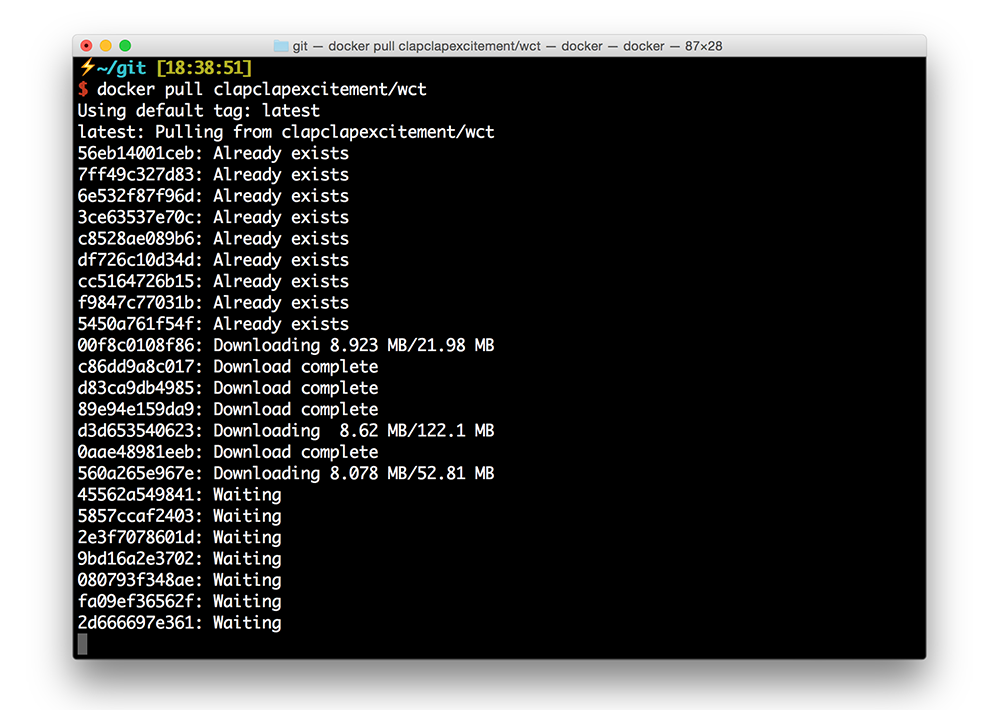 git — docker pull clapclapexcitement/wct — docker — docker — 87×28
⚡~/git [18:38:51]
$ docker pull clapclapexcitement/wct
Using default tag: latest
latest: Pulling from clapclapexcitement/wct
56eb14001ceb: Already exists
7ff49c327d83: Already exists
6e532f87f96d: Already exists
3ce63537e70c: Already exists
c8528ae089b6: Already exists
df726c10d34d: Already exists
cc5164726b15: Already exists
f9847c77031b: Already exists
5450a761f54f: Already exists
00f8c0108f86: Downloading 8.923 MB/21.98 MB
c86dd9a8c017: Download complete
d83ca9db4985: Download complete
89e94e159da9: Download complete
d3d653540623: Downloading  8.62 MB/122.1 MB
0aae48981eeb: Download complete
560a265e967e: Downloading 8.078 MB/52.81 MB
45562a549841: Waiting
5857ccaf2403: Waiting
2e3f7078601d: Waiting
9bd16a2e3702: Waiting
080793f348ae: Waiting
fa09ef36562f: Waiting
2d666697e361: Waiting